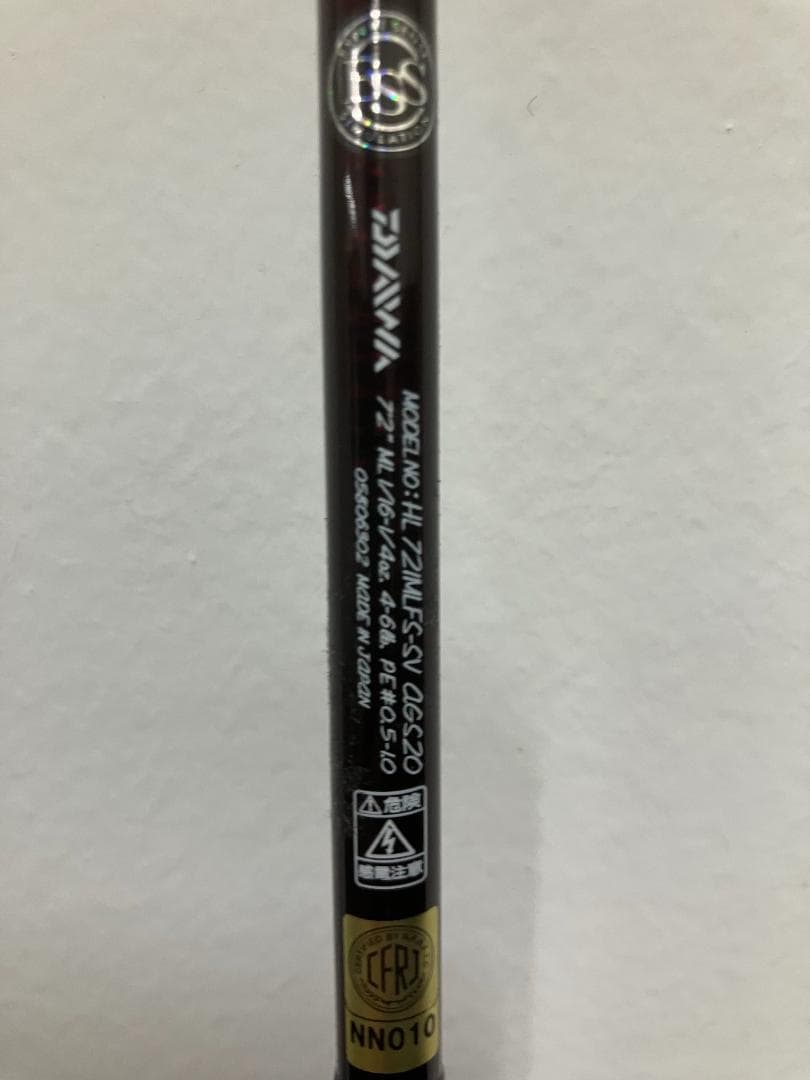 DAIWA
MODEL NO: HL 721MLFS-SV AGS20
7'2" ML 1/16-1/4oz. 4-6lb. PE#0.5-1.0
05806302 MADE IN JAPAN
危険
感電注意
CFRJ
NN010